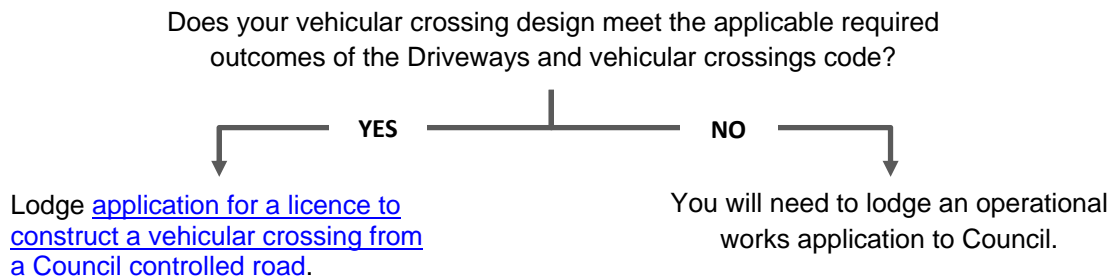 Does your vehicular crossing design meet the applicable required
outcomes of the Driveways and vehicular crossings code?
YES
NO
Lodge application for a licence to
construct a vehicular crossing from
a Council controlled road.
You will need to lodge an operational
works application to Council.